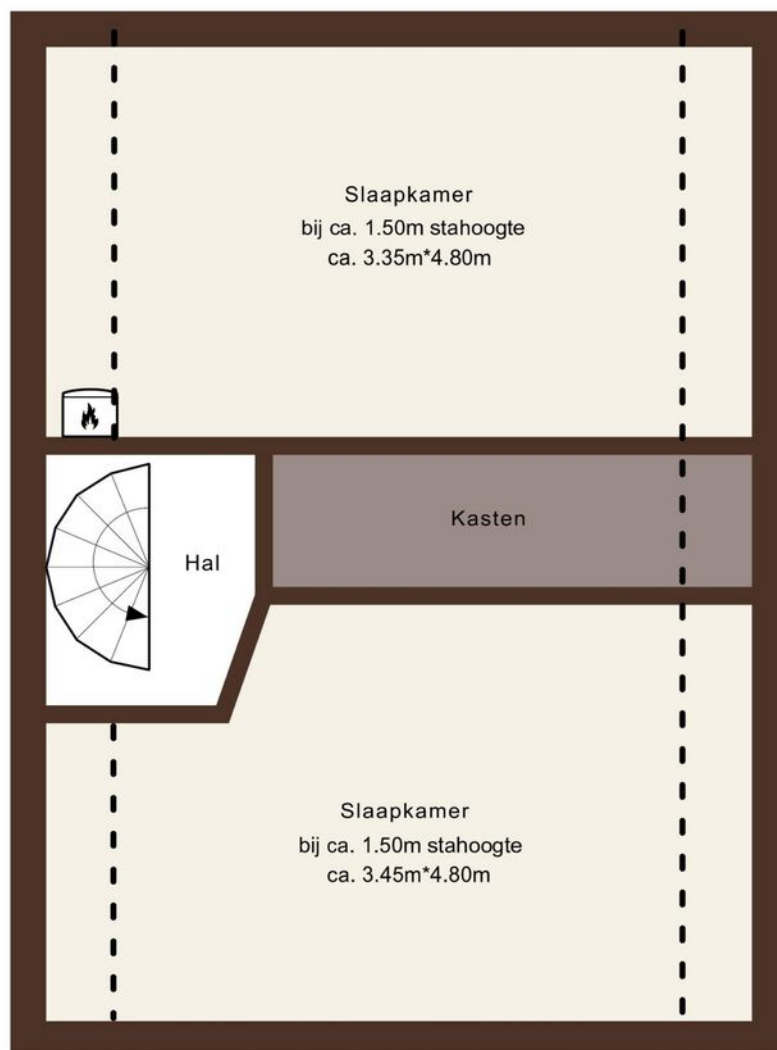 Slaapkamer
bij ca. 1.50m stahoogte
ca. 3.35m*4.80m
Kasten
Hal
Slaapkamer
bij ca. 1.50m stahoogte
ca. 3.45m*4.80m